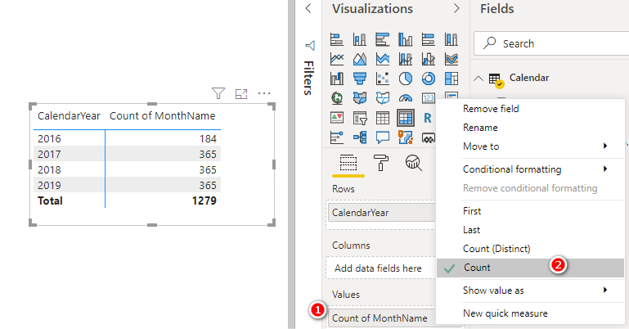 Visualizations
Fields
Filters
Search
Calendar
CalendarYear Count of MonthName
2016 184
2017 365
2018 365
2019 365
Total 1279
R
Rows
CalendarYear
Columns
Add data fields here
Values
1
Count of MonthName
Remove field
Rename
Move to
Conditional formatting
Remove conditional formatting
First
Last
Count (Distinct)
Count
2
Show value as
New quick measure